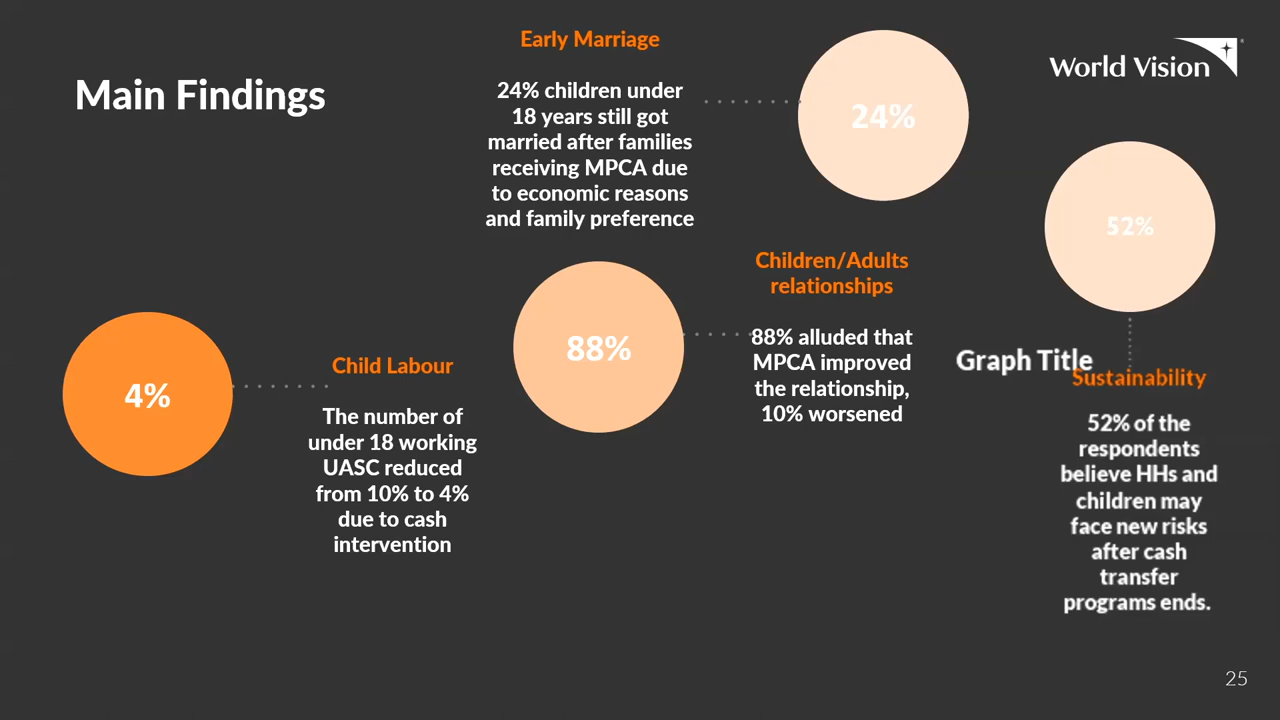 Main Findings
World Vision
Early Marriage
24% children under
18 years still got
married after families
receiving MPCA due
to economic reasons
and family preference
24%
52%
4%
Child Labour
The number of
under 18 working
UASC reduced
from 10% to 4%
due to cash
intervention
88%
Children/Adults
relationships
88% alluded that
MPCA improved
the relationship,
10% worsened
Graph Title
Sustainability
52% of the
respondents
believe HHs and
children may
face new risks
after cash
transfer
programs ends.
25